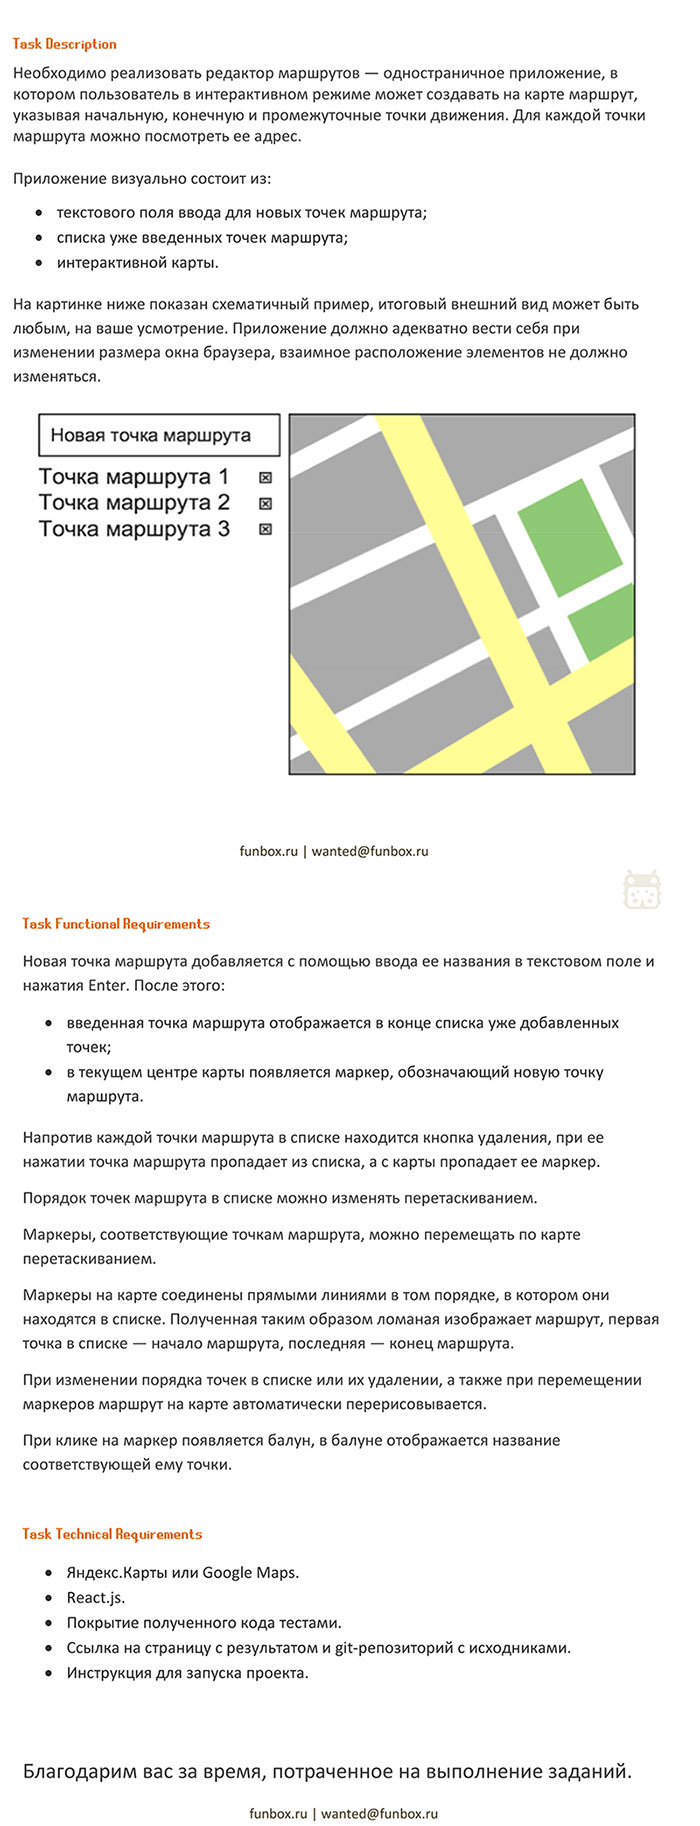 Task Description
Необходимо реализовать редактор маршрутов — одностраничное приложение, в
котором пользователь в интерактивном режиме может создавать на карте маршрут,
указывая начальную, конечную и промежуточные точки движения. Для каждой точки
маршрута можно посмотреть ее адрес.
Приложение визуально состоит из:
• текстового поля ввода для новых точек маршрута;
• списка уже введенных точек маршрута;
• интерактивной карты.
На картинке ниже показан схематичный пример, итоговый внешний вид может быть
любым, на ваше усмотрение. Приложение должно адекватно вести себя при
изменении размера окна браузера, взаимное расположение элементов не должно
изменяться.
Новая точка маршрута
Точка маршрута 1
Точка маршрута 2
Точка маршрута 3
funbox.ru | wanted@funbox.ru
Task Functional Requirements
Новая точка маршрута добавляется с помощью ввода ее названия в текстовом поле и
нажатия Enter. После этого:
• введенная точка маршрута отображается в конце списка уже добавленных
точек;
• в текущем центре карты появляется маркер, обозначающий новую точку
маршрута.
Напротив каждой точки маршрута в списке находится кнопка удаления, при ее
нажатии точка маршрута пропадает из списка, а с карты пропадает ее маркер.
Порядок точек маршрута в списке можно изменять перетаскиванием.
Маркеры, соответствующие точкам маршрута, можно перемещать по карте
перетаскиванием.
Маркеры на карте соединены прямыми линиями в том порядке, в котором они
находятся в списке. Полученная таким образом ломаная изображает маршрут, первая
точка в списке — начало маршрута, последняя — конец маршрута.
При изменении порядка точек в списке или их удалении, а также при перемещении
маркеров маршрут на карте автоматически перерисовывается.
При клике на маркер появляется балун, в балуне отображается название
соответствующей ему точки.
Task Technical Requirements
• Яндекс.Карты или Google Maps.
• React.js.
• Покрытие полученного кода тестами.
• Ссылка на страницу с результатом и git-репозиторий с исходниками.
• Инструкция для запуска проекта.
Благодарим вас за время, потраченное на выполнение заданий.
funbox.ru | wanted@funbox.ru